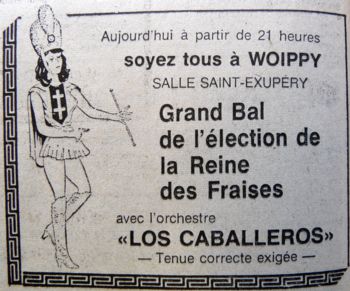 Aujourd'hui à partir de 21 heures
soyez tous à WOIPPY
SALLE SAINT-EXUPÉRY
Grand Bal
de l'élection de
la Reine
des Fraises
avec l'orchestre
«LOS CABALLEROS»
— Tenue correcte exigée —